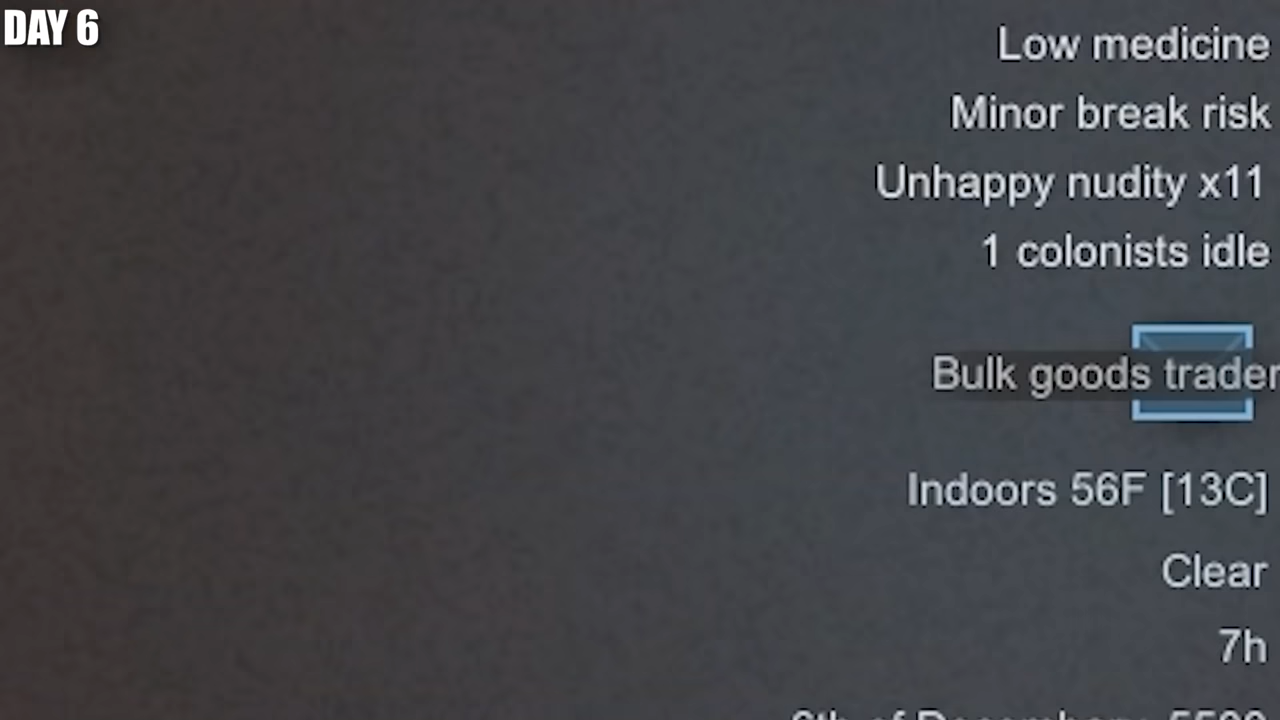 DAY 6
Low medicine
Minor break risk
Unhappy nudity x11
1 colonists idle
Bulk goods trader
Indoors 56F [13C]
Clear
7h